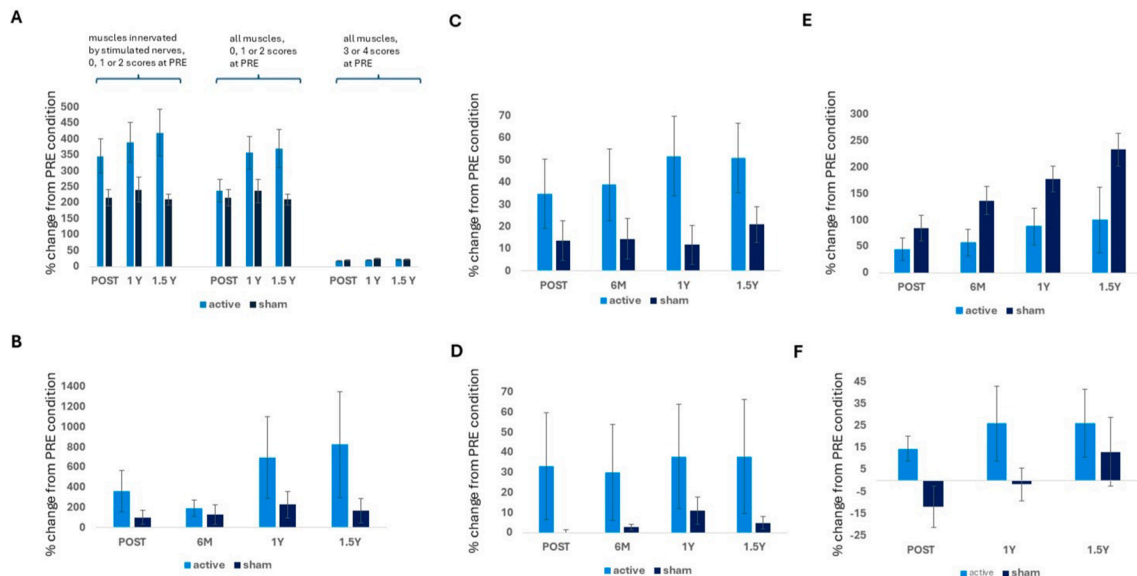 A
muscles innervated
by stimulated nerves,
0, 1 or 2 scores at PRE
all muscles,
0, 1 or 2 scores
at PRE
all muscles,
3 or 4 scores
at PRE
% change from PRE condition
500
450
400
350
300
250
200
150
100
50
0
POST 1 Y 1.5 Y POST 1 Y 1.5 Y POST 1 Y 1.5 Y
active sham
B
% change from PRE condition
1400
1200
1000
800
600
400
200
0
POST 6M 1Y 1.5Y
active sham
C
% change from PRE condition
70
60
50
40
30
20
10
0
POST 6M 1Y 1.5Y
active sham
D
% change from PRE condition
70
60
50
40
30
20
10
0
POST 6M 1Y 1.5Y
active sham
E
% change from PRE condition
300
250
200
150
100
50
0
POST 6M 1Y 1.5Y
active sham
F
% change from PRE condition
45
35
25
15
5
-5
-15
-25
POST 1Y 1.5Y
active sham